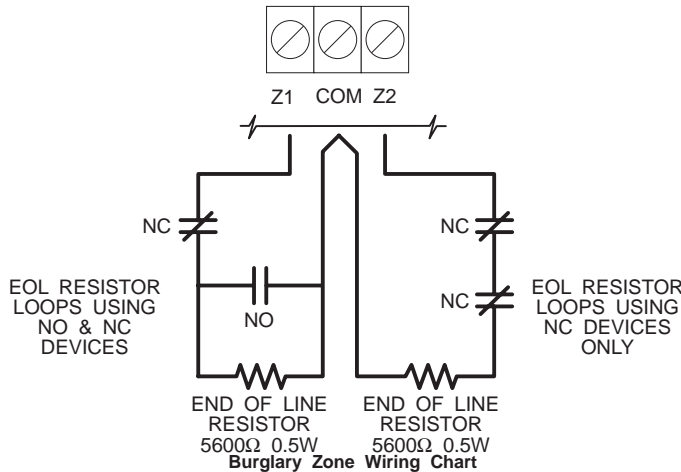 Z1 COM Z2
NC
NC
NC
NO
EOL RESISTOR
LOOPS USING
NO & NC
DEVICES
EOL RESISTOR
LOOPS USING
NC DEVICES
ONLY
END OF LINE
RESISTOR
5600Ω 0.5W
END OF LINE
RESISTOR
5600Ω 0.5W
Burglary Zone Wiring Chart